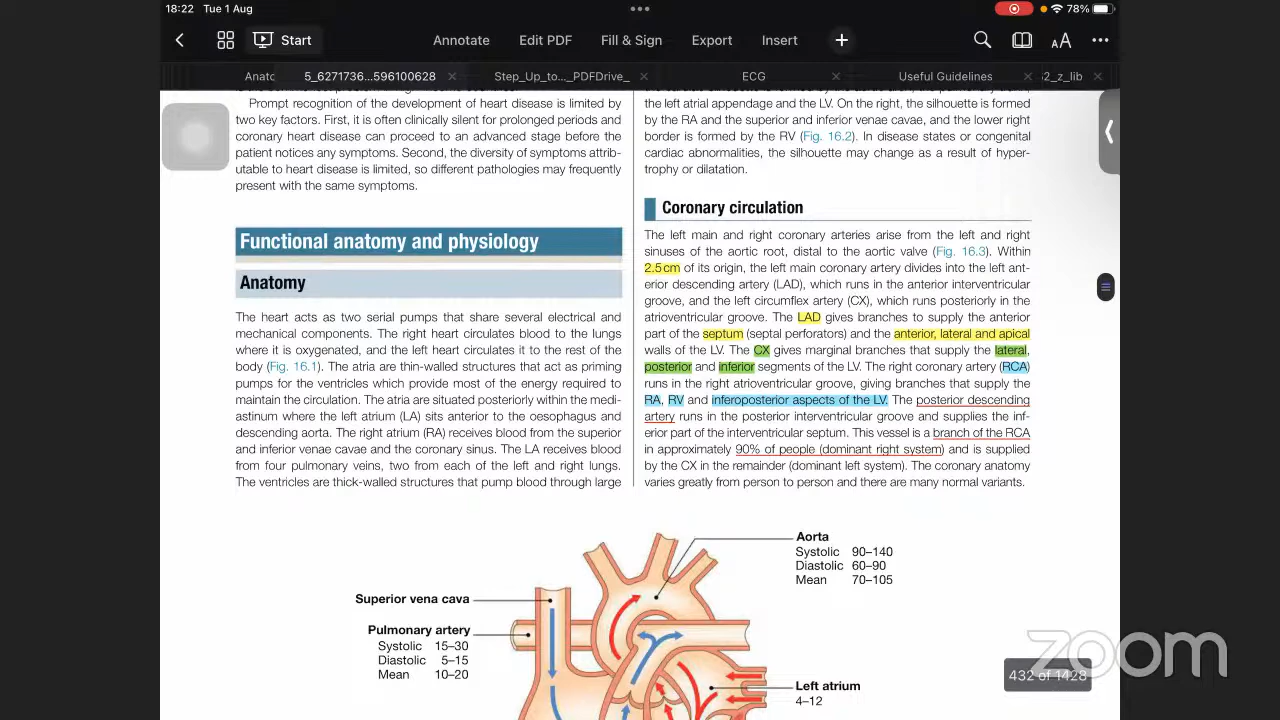 18:22 Tue 1 Aug
78%
Start
Annotate
Edit PDF
Fill & Sign
Export
Insert
AA
Anatc
5_6271736...596100628
Step_Up_to..._PDFDrive_
ECG
Useful Guidelines
Prompt recognition of the development of heart disease is limited by
two key factors. First, it is often clinically silent for prolonged periods and
coronary heart disease can proceed to an advanced stage before the
patient notices any symptoms. Second, the diversity of symptoms attrib-
utable to heart disease is limited, so different pathologies may frequently
present with the same symptoms.
Functional anatomy and physiology
Anatomy
The heart acts as two serial pumps that share several electrical and
mechanical components. The right heart circulates blood to the lungs
where it is oxygenated, and the left heart circulates it to the rest of the
body (Fig. 16.1). The atria are thin-walled structures that act as priming
pumps for the ventricles which provide most of the energy required to
maintain the circulation. The atria are situated posteriorly within the medi-
astinum where the left atrium (LA) sits anterior to the oesophagus and
descending aorta. The right atrium (RA) receives blood from the superior
and inferior venae cavae and the coronary sinus. The LA receives blood
from four pulmonary veins, two from each of the left and right lungs.
The ventricles are thick-walled structures that pump blood through large
the left atrial appendage and the LV. On the right, the silhouette is formed
by the RA and the superior and inferior venae cavae, and the lower right
border is formed by the RV (Fig. 16.2). In disease states or congenital
cardiac abnormalities, the silhouette may change as a result of hyper-
trophy or dilatation.
Coronary circulation
The left main and right coronary arteries arise from the left and right
sinuses of the aortic root, distal to the aortic valve (Fig. 16.3). Within
2.5 cm of its origin, the left main coronary artery divides into the left ant-
erior descending artery (LAD), which runs in the anterior interventricular
groove, and the left circumflex artery (CX), which runs posteriorly in the
atrioventricular groove. The LAD gives branches to supply the anterior
part of the septum (septal perforators) and the anterior, lateral and apical
walls of the LV. The CX gives marginal branches that supply the lateral,
posterior and inferior segments of the LV. The right coronary artery (RCA)
runs in the right atrioventricular groove, giving branches that supply the
RA, RV and inferoposterior aspects of the LV. The posterior descending
artery runs in the posterior interventricular groove and supplies the inf-
erior part of the interventricular septum. This vessel is a branch of the RCA
in approximately 90% of people (dominant right system) and is supplied
by the CX in the remainder (dominant left system). The coronary anatomy
varies greatly from person to person and there are many normal variants.
Aorta
Systolic 90–140
Diastolic 60–90
Mean 70–105
Superior vena cava
Pulmonary artery
Systolic 15–30
Diastolic 5–15
Mean 10–20
Left atrium
4–12
432 of 1428
zoom